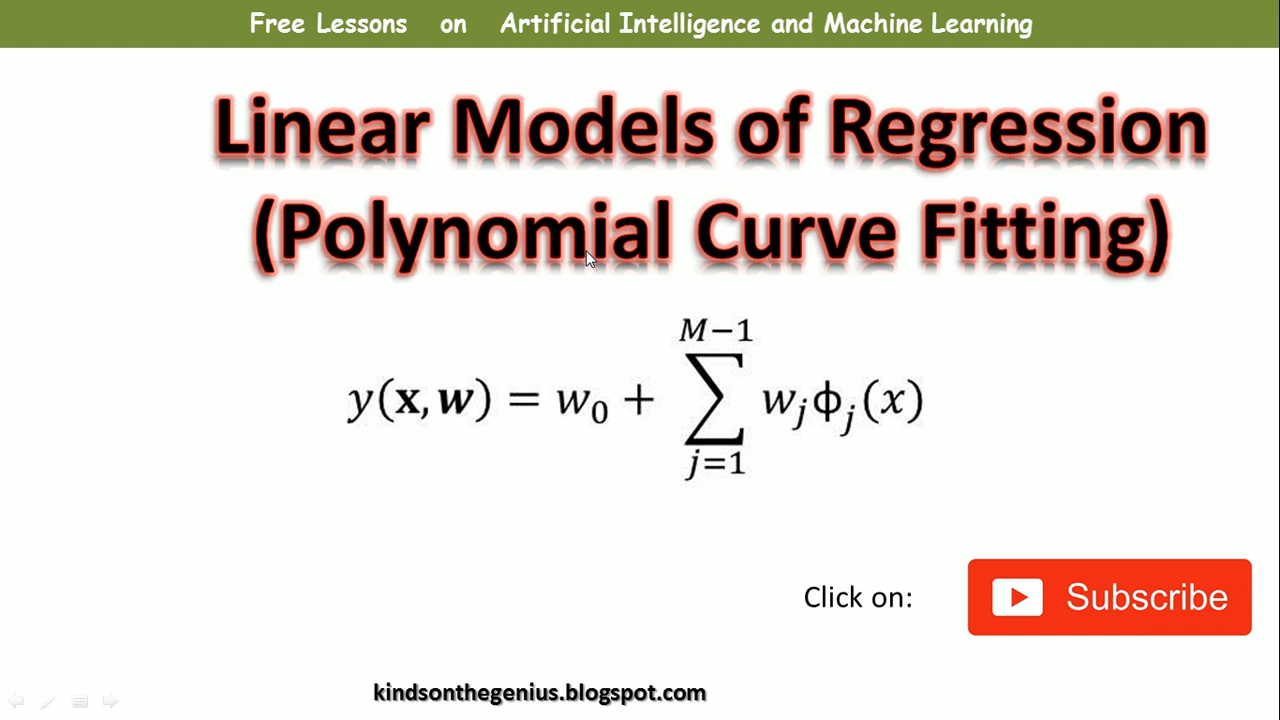 Free Lessons on Artificial Intelligence and Machine Learning
Linear Models of Regression
(Polynomial Curve Fitting)
M−1
y(x, w) = w₀ + ∑ wⱼϕⱼ(x)
j=1
Click on:
Subscribe
kindsonthegenius.blogspot.com